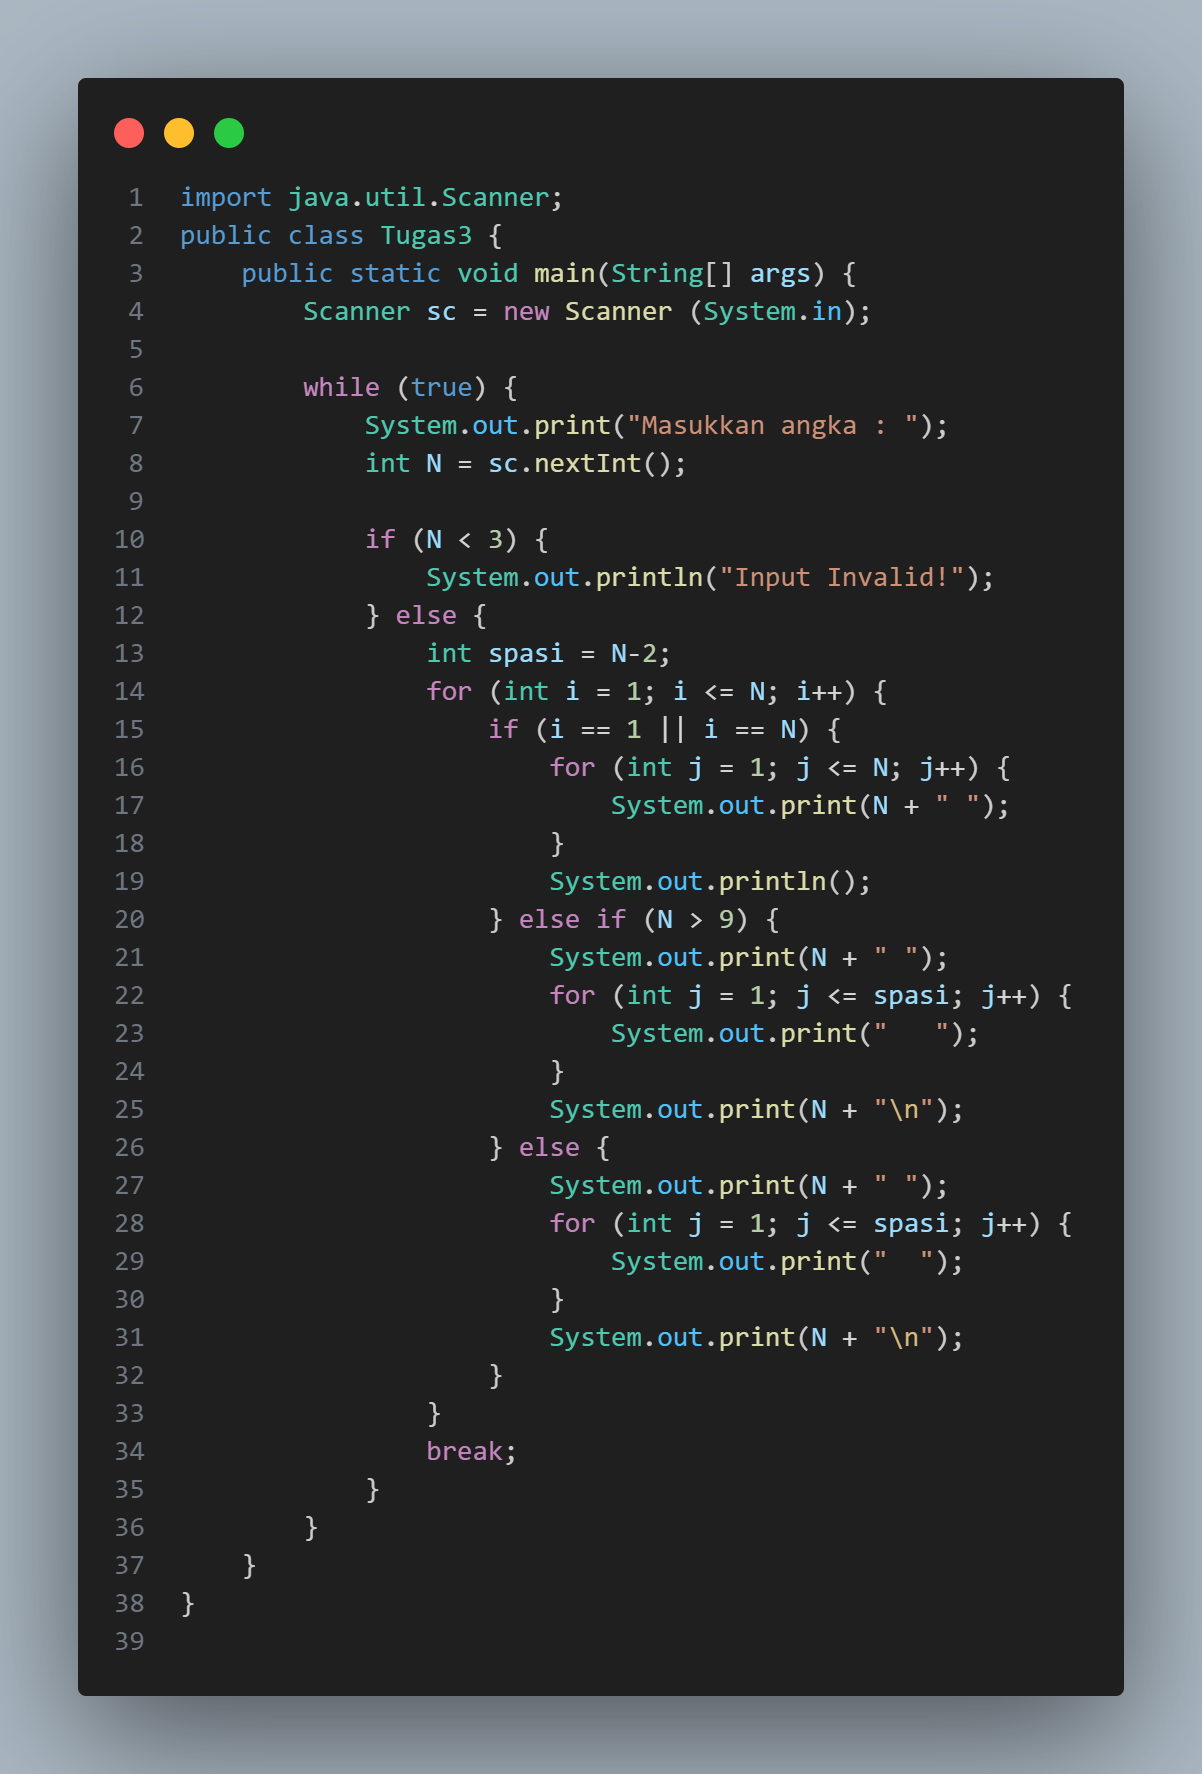 1 import java.util.Scanner;
2 public class Tugas3 {
3     public static void main(String[] args) {
4         Scanner sc = new Scanner (System.in);
5
6         while (true) {
7             System.out.print("Masukkan angka : ");
8             int N = sc.nextInt();
9
10             if (N < 3) {
11                 System.out.println("Input Invalid!");
12             } else {
13                 int spasi = N-2;
14                 for (int i = 1; i <= N; i++) {
15                     if (i == 1 || i == N) {
16                         for (int j = 1; j <= N; j++) {
17                             System.out.print(N + " ");
18                         }
19                         System.out.println();
20                     } else if (N > 9) {
21                         System.out.print(N + " ");
22                         for (int j = 1; j <= spasi; j++) {
23                             System.out.print("   ");
24                         }
25                         System.out.print(N + "\n");
26                     } else {
27                         System.out.print(N + " ");
28                         for (int j = 1; j <= spasi; j++) {
29                             System.out.print("  ");
30                         }
31                         System.out.print(N + "\n");
32                     }
33                 }
34                 break;
35             }
36         }
37     }
38 }
39